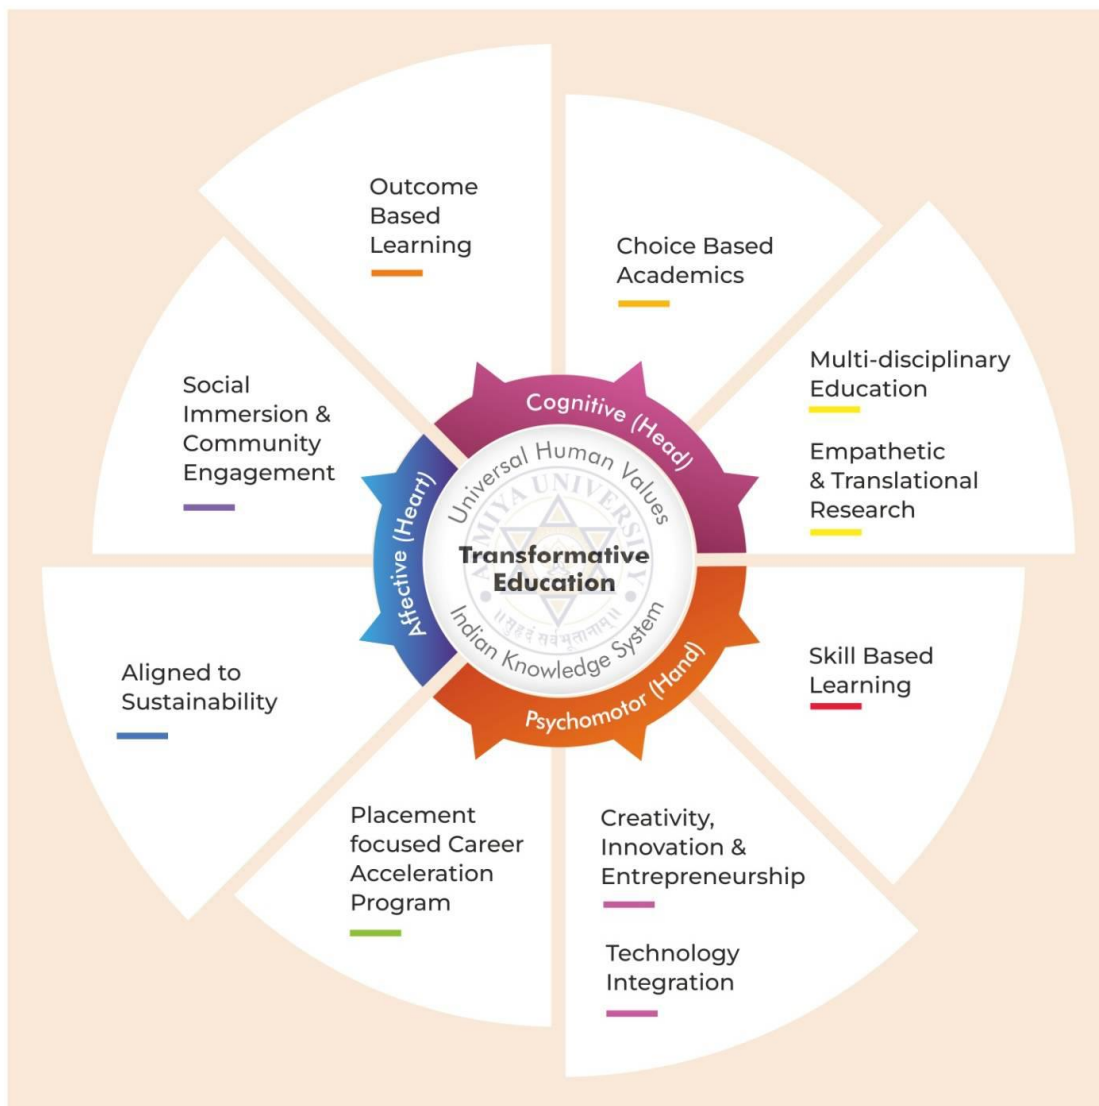 Outcome
Based
Learning
Choice Based
Academics
Multi-disciplinary
Education
Empathetic
& Translational
Research
Social
Immersion &
Community
Engagement
Cognitive (Head)
Affective (Heart)
Psychomotor (Hand)
Universal Human Values
Transformative
Education
Indian Knowledge System
॥सुहृदं सर्वभूतानाम्॥
Skill Based
Learning
Aligned to
Sustainability
Placement
focused Career
Acceleration
Program
Creativity,
Innovation &
Entrepreneurship
Technology
Integration